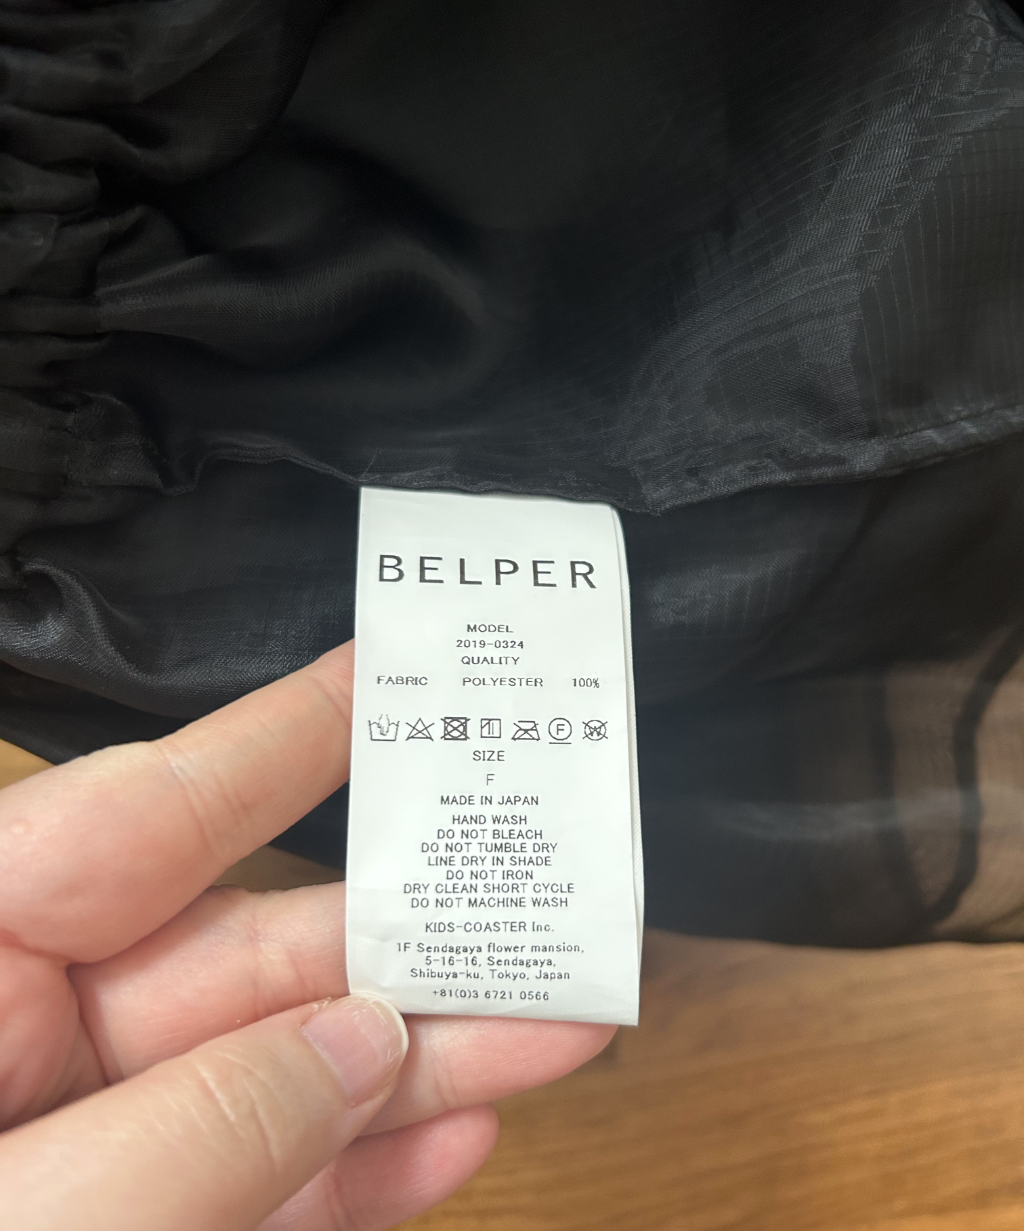 BELPER
MODEL
2019-0324
QUALITY
FABRIC POLYESTER 100%
F W
SIZE
F
MADE IN JAPAN
HAND WASH
DO NOT BLEACH
DO NOT TUMBLE DRY
LINE DRY IN SHADE
DO NOT IRON
DRY CLEAN SHORT CYCLE
DO NOT MACHINE WASH
KIDS-COASTER Inc.
1F Sendagaya flower mansion,
5-16-16, Sendagaya,
Shibuya-ku, Tokyo, Japan
+81(0)3 6721 0566